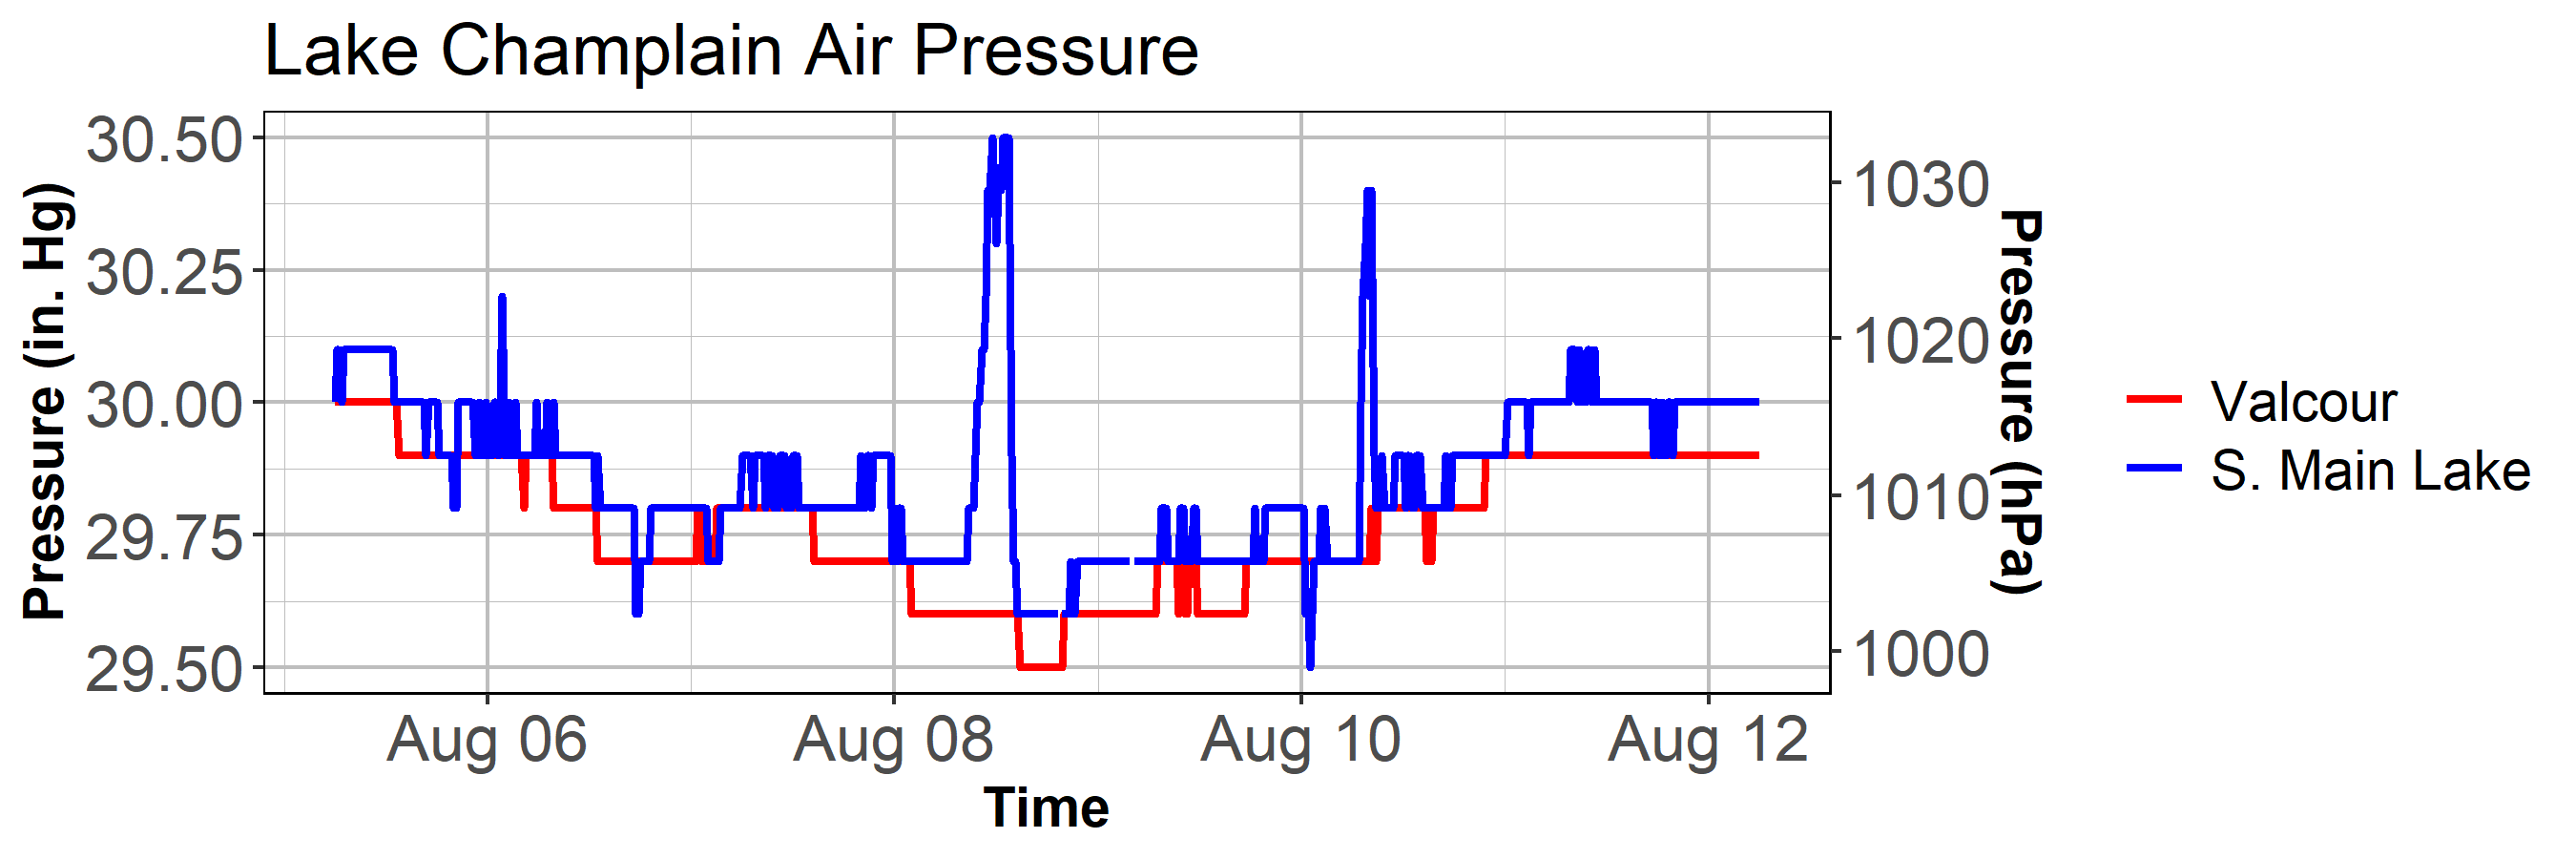 Lake Champlain Air Pressure
Pressure (in. Hg)
30.50
30.25
30.00
29.75
29.50
1030
1020
1010
1000
Pressure (hPa)
Aug 06 Aug 08 Aug 10 Aug 12
Time
Valcour
S. Main Lake